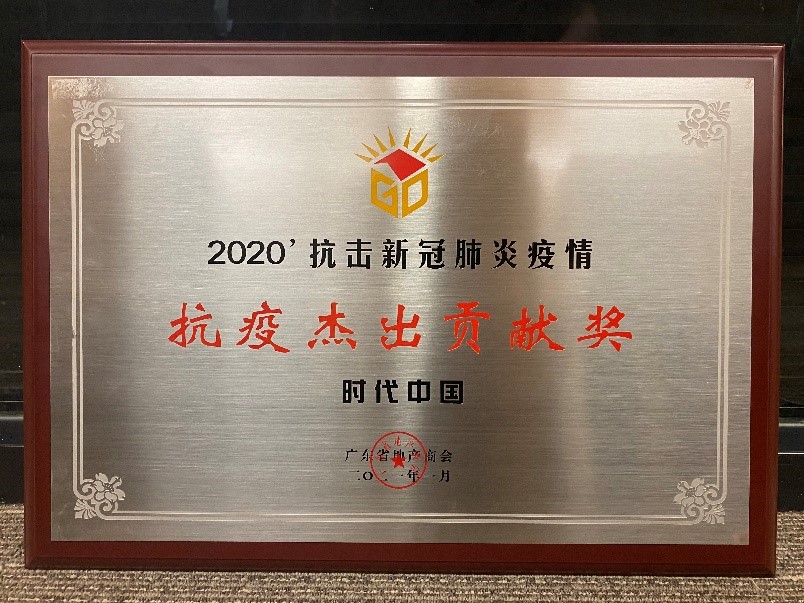 GD
2020’抗击新冠肺炎疫情
抗疫杰出贡献奖
时代中国
广东省地产商会
二〇二一年一月